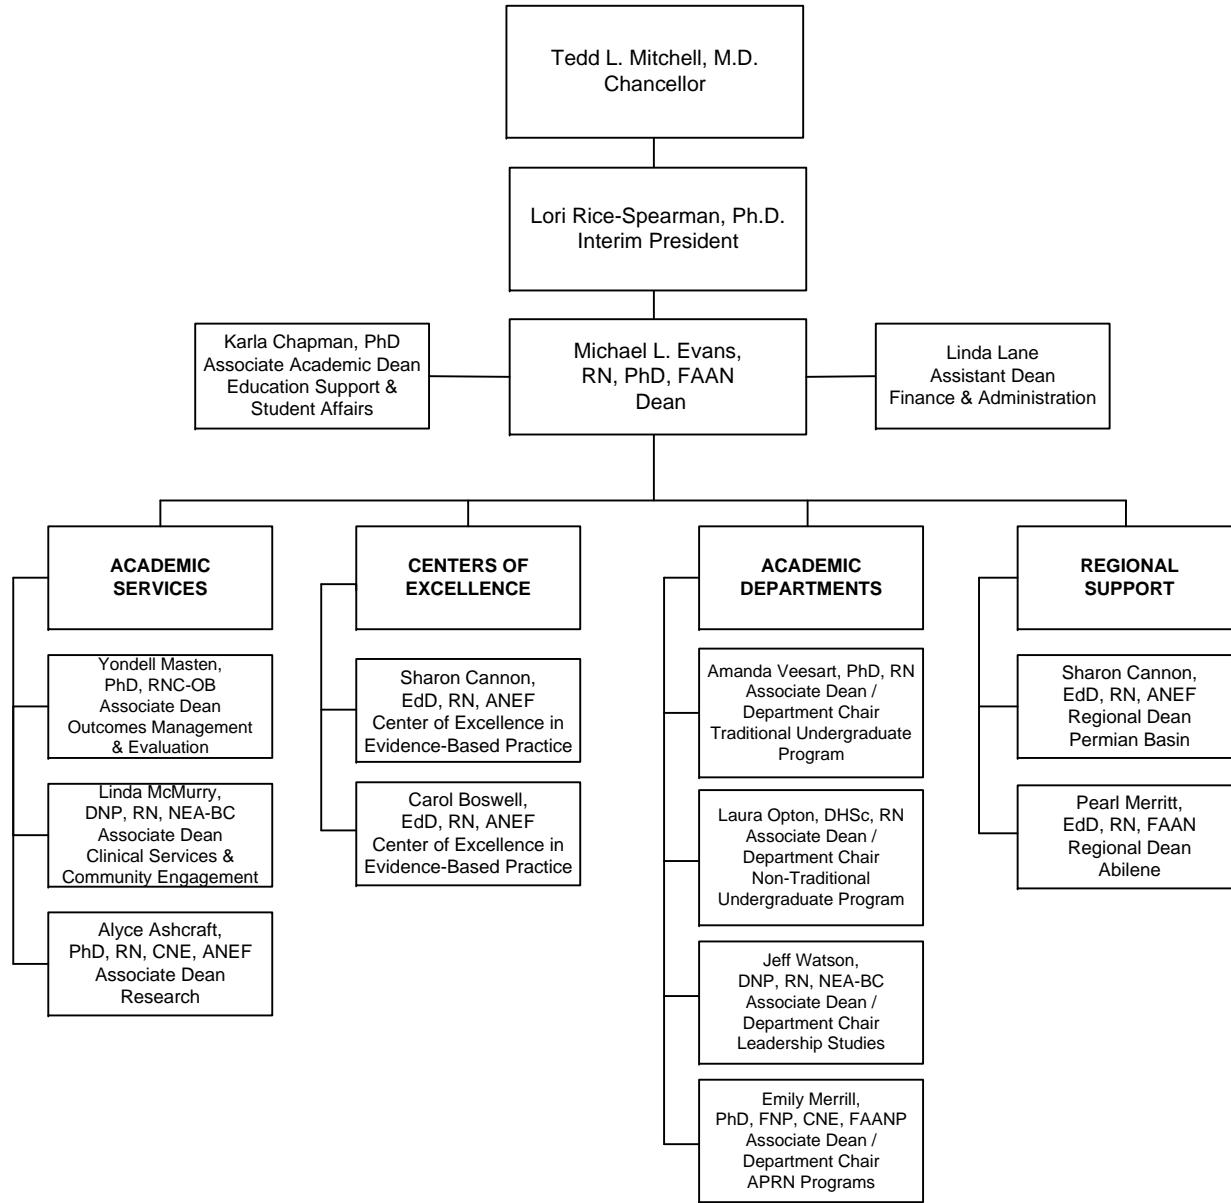 Tedd L. Mitchell, M.D.
Chancellor
Lori Rice-Spearman, Ph.D.
Interim President
Karla Chapman, PhD
Associate Academic Dean
Education Support &
Student Affairs
Michael L. Evans,
RN, PhD, FAAN
Dean
Linda Lane
Assistant Dean
Finance & Administration
ACADEMIC
SERVICES
Yondell Masten,
PhD, RNC-OB
Associate Dean
Outcomes Management
& Evaluation
Linda McMurry,
DNP, RN, NEA-BC
Associate Dean
Clinical Services &
Community Engagement
Alyce Ashcraft,
PhD, RN, CNE, ANEF
Associate Dean
Research
CENTERS OF
EXCELLENCE
Sharon Cannon,
EdD, RN, ANEF
Center of Excellence in
Evidence-Based Practice
Carol Boswell,
EdD, RN, ANEF
Center of Excellence in
Evidence-Based Practice
ACADEMIC
DEPARTMENTS
Amanda Veesart, PhD, RN
Associate Dean /
Department Chair
Traditional Undergraduate
Program
Laura Opton, DHSc, RN
Associate Dean /
Department Chair
Non-Traditional
Undergraduate Program
Jeff Watson,
DNP, RN, NEA-BC
Associate Dean /
Department Chair
Leadership Studies
Emily Merrill,
PhD, FNP, CNE, FAANP
Associate Dean /
Department Chair
APRN Programs
REGIONAL
SUPPORT
Sharon Cannon,
EdD, RN, ANEF
Regional Dean
Permian Basin
Pearl Merritt,
EdD, RN, FAAN
Regional Dean
Abilene